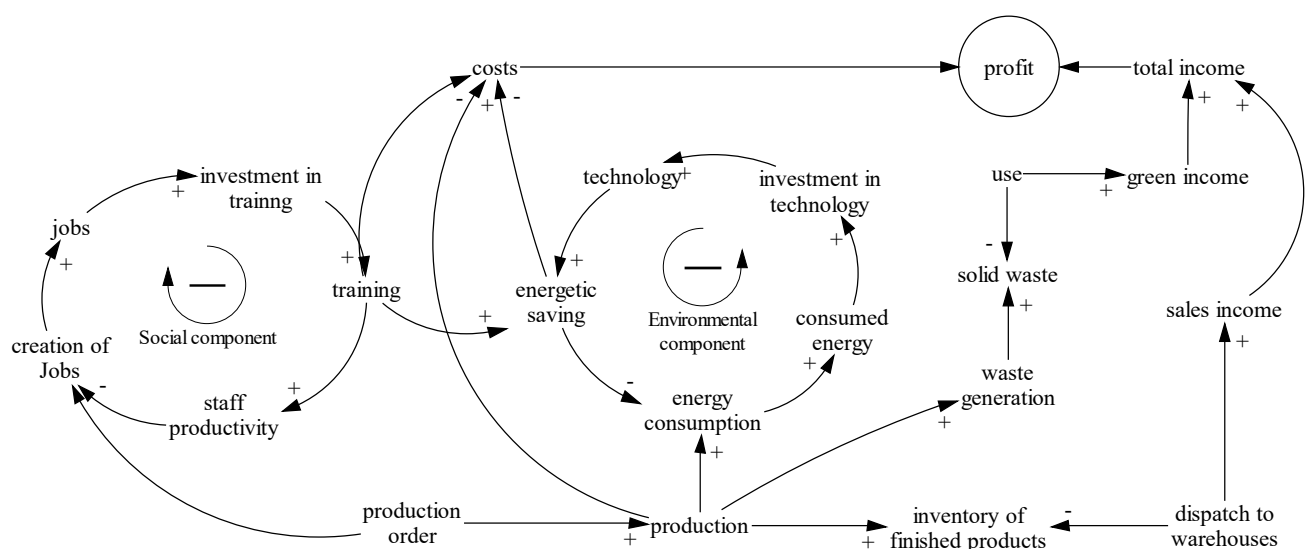 costs
profit
total income
- + -
+
+
technology
+
investment in
technology
use
green income
+
investment in
trainng
+
jobs
+
+
-
solid waste
+
+
training
energetic
saving
+
sales income
+
Social component
Environmental
component
consumed
energy
+
+
creation of
Jobs
-
+
staff
productivity
-
energy
consumption
+
waste
generation
+
production
order
+
production
+
inventory of
finished products
-
dispatch to
warehouses